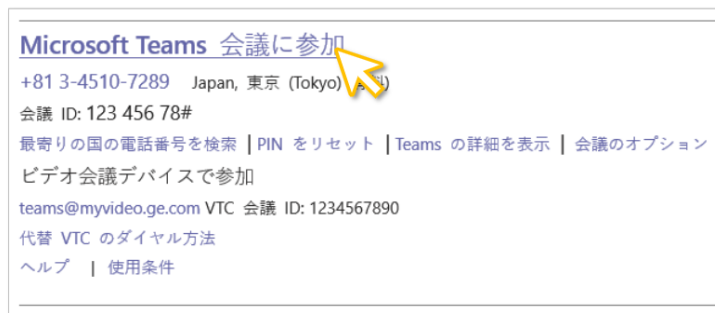 Microsoft Teams 会議に参加
+81 3-4510-7289 Japan, 東京 (Tokyo)
会議 ID: 123 456 78#
最寄りの国の電話番号を検索 | PIN をリセット | Teams の詳細を表示 | 会議のオプション
ビデオ会議デバイスで参加
teams@myvideo.ge.com VTC 会議 ID: 1234567890
代替 VTC のダイヤル方法
ヘルプ | 使用条件